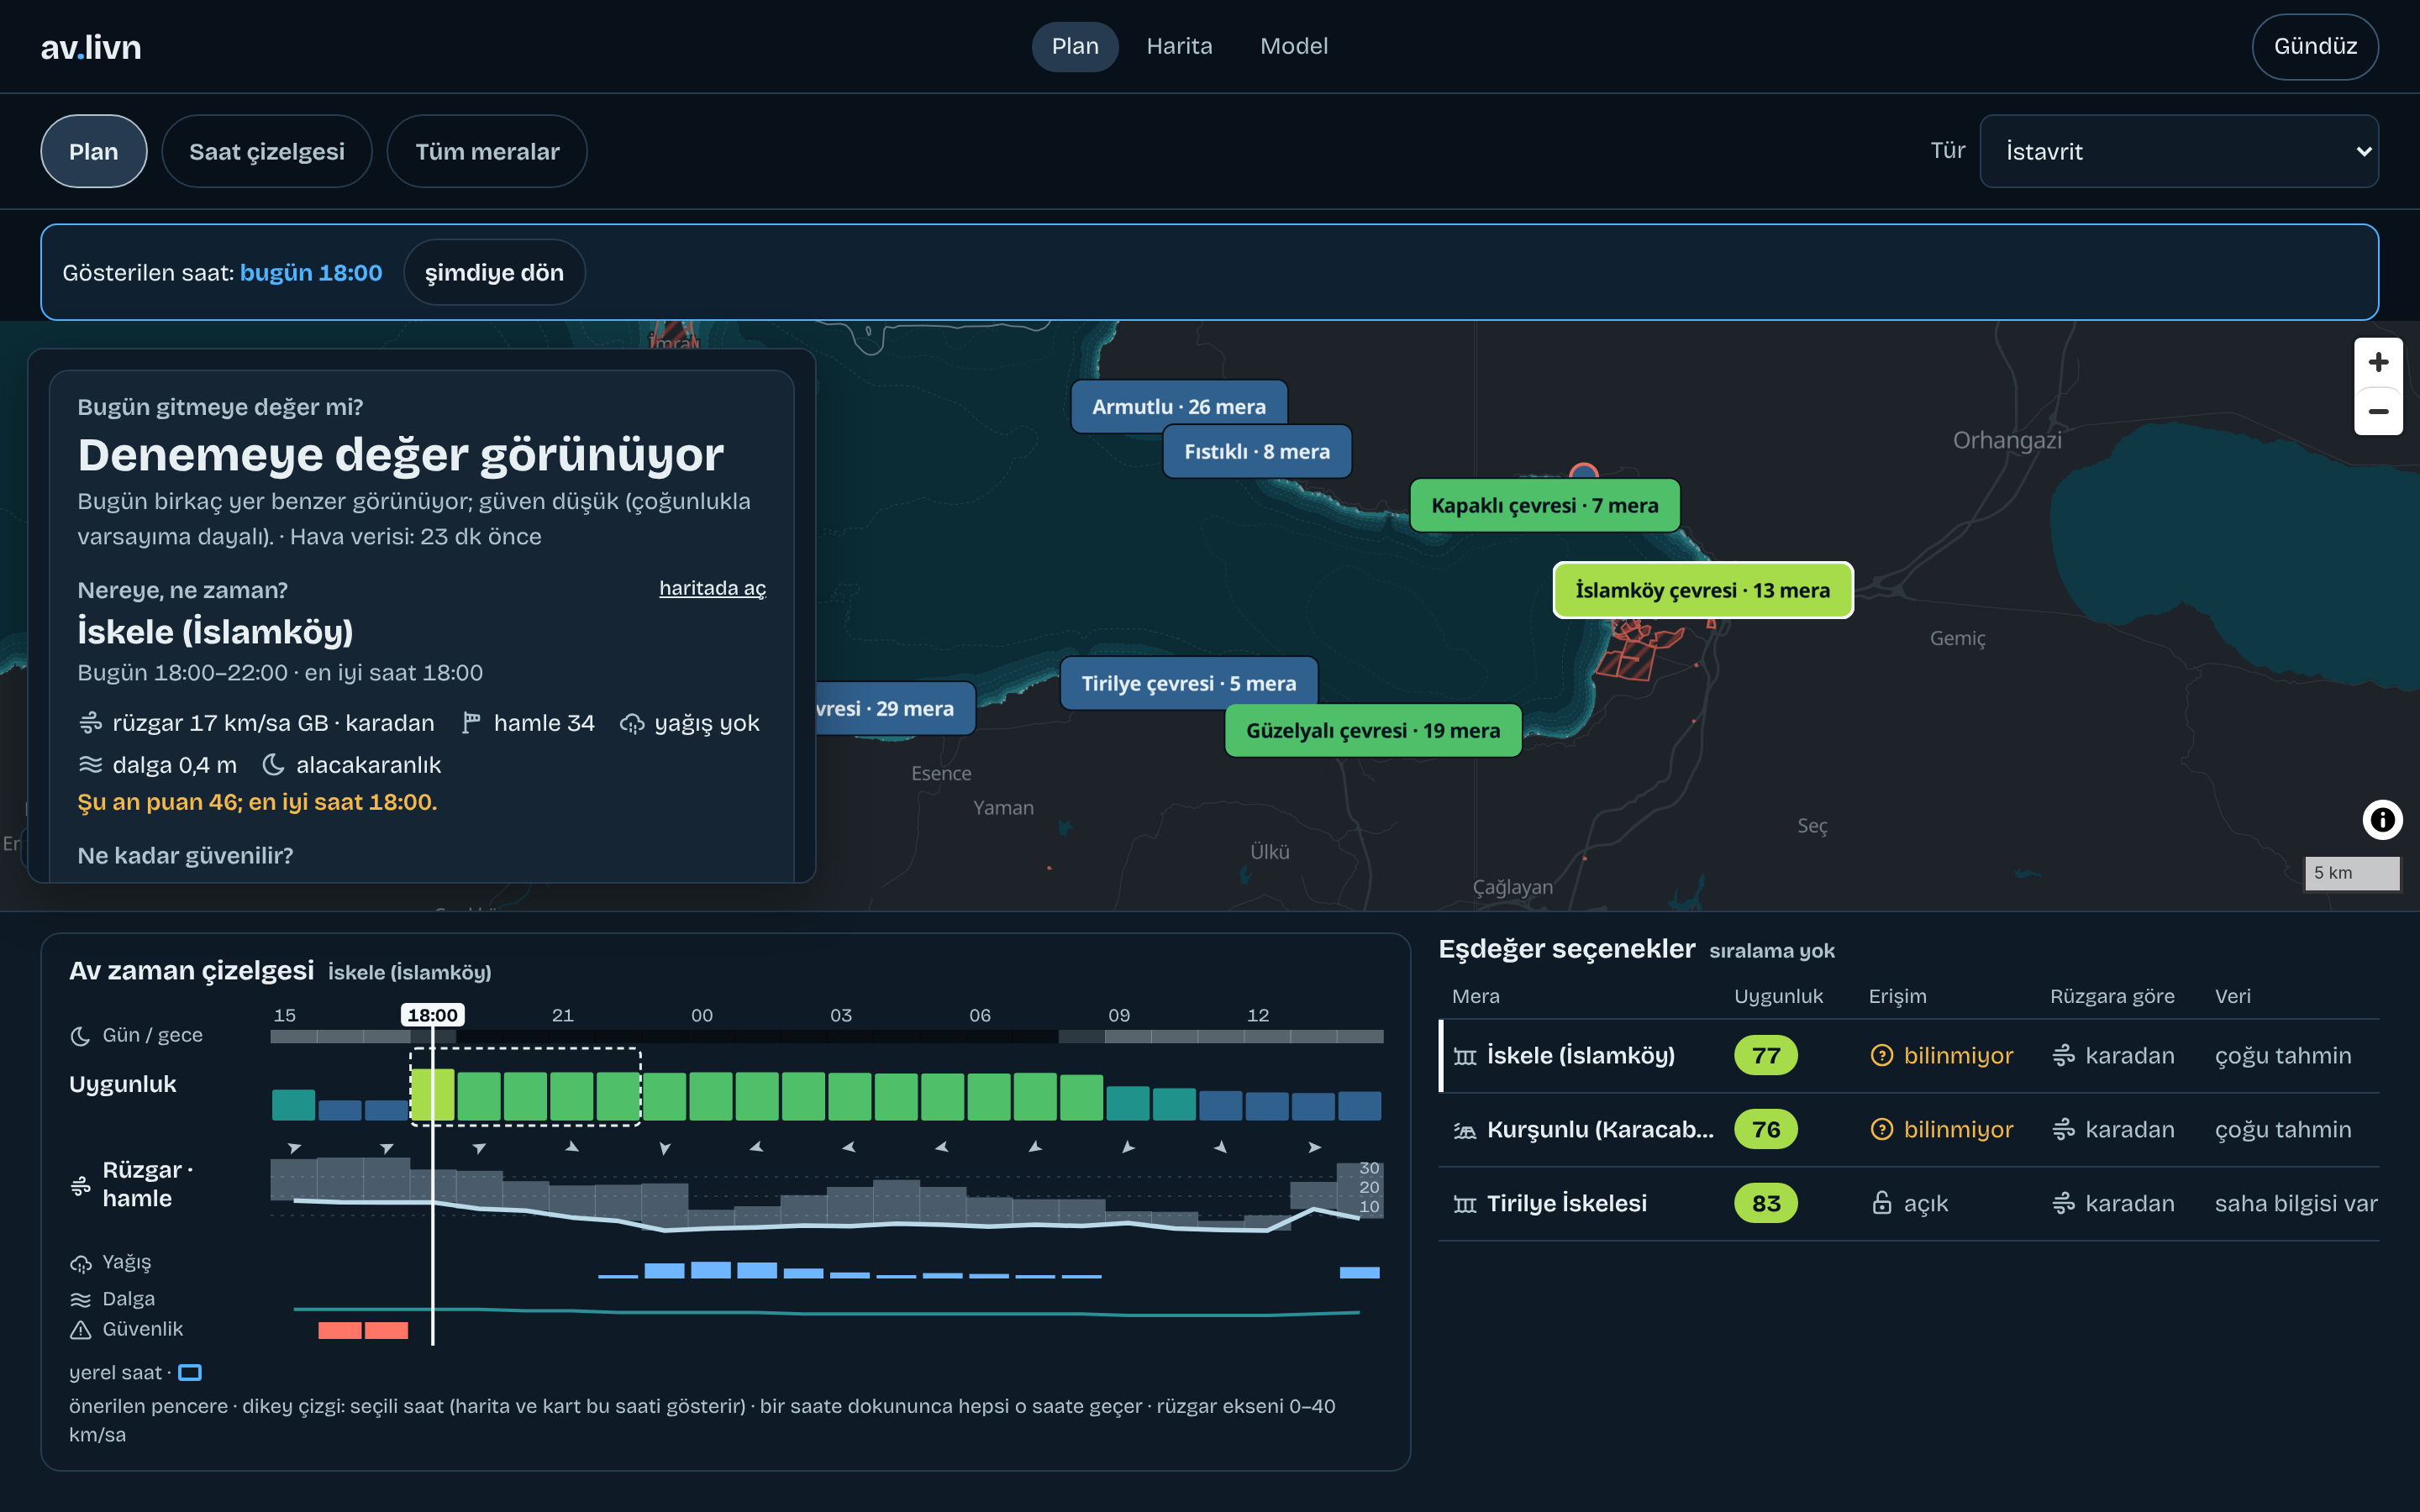 av.livn
Plan
Harita
Model
Gündüz
Plan
Saat çizelgesi
Tüm meralar
Tür
İstavrit
Gösterilen saat: bugün 18:00
şimdiye dön
İmralı
Bugün gitmeye değer mi?
Denemeye değer görünüyor
Bugün birkaç yer benzer görünüyor; güven düşük (çoğunlukla
varsayıma dayalı). · Hava verisi: 23 dk önce
Nereye, ne zaman?
haritada aç
İskele (İslamköy)
Bugün 18:00–22:00 · en iyi saat 18:00
rüzgar 17 km/sa GB · karadan
hamle 34
yağış yok
dalga 0,4 m
alacakaranlık
Şu an puan 46; en iyi saat 18:00.
Ne kadar güvenilir?
Armutlu · 26 mera
Fıstıklı · 8 mera
Kapaklı çevresi · 7 mera
İslamköy çevresi · 13 mera
Tirilye çevresi · 5 mera
vresi · 29 mera
Güzelyalı çevresi · 19 mera
Orhangazi
Gemiç
Esence
Yaman
Ülkü
Seç
Çağlayan
5 km
Av zaman çizelgesi İskele (İslamköy)
15 18:00 21 00 03 06 09 12
Gün / gece
Uygunluk
Rüzgar ·
hamle
30
20
10
Yağış
Dalga
Güvenlik
yerel saat ·
önerilen pencere · dikey çizgi: seçili saat (harita ve kart bu saati gösterir) · bir saate dokununca hepsi o saate geçer · rüzgar ekseni 0–40
km/sa
Eşdeğer seçenekler sıralama yok
Mera Uygunluk Erişim Rüzgara göre Veri
İskele (İslamköy) 77 bilinmiyor karadan çoğu tahmin
Kurşunlu (Karacab... 76 bilinmiyor karadan çoğu tahmin
Tirilye İskelesi 83 açık karadan saha bilgisi var